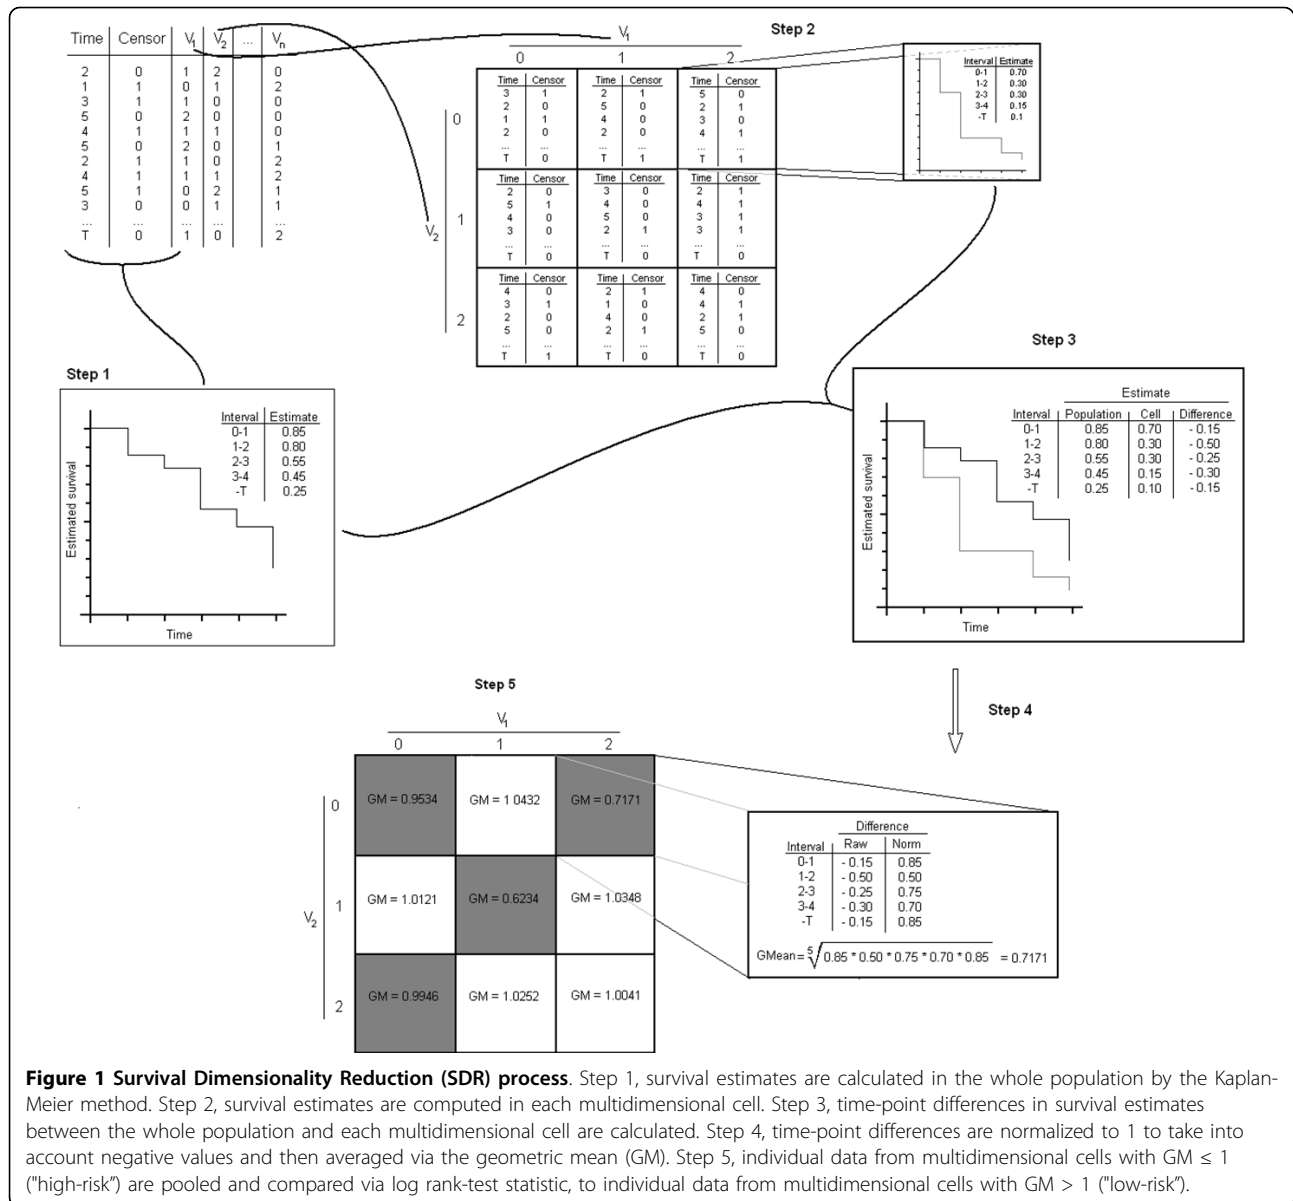 Time Censor V1 V2 ... Vn
2 0 1 2 0
1 1 0 1 2
3 1 1 0 0
5 0 2 0 0
4 1 1 1 0
5 0 2 0 1
2 1 1 0 2
4 1 1 1 2
5 1 0 2 1
3 0 0 1 1
... ... ... ... ...
T 0 1 0 2
Step 2
V1
0 1 2
V2
0
Time Censor
3 1
2 0
1 1
2 0
... ...
T 0
Time Censor
2 1
5 0
4 0
2 0
... ...
T 1
Time Censor
5 0
2 1
3 0
4 1
... ...
T 1
1
Time Censor
2 0
5 1
4 0
3 0
... ...
T 0
Time Censor
3 0
4 0
5 0
2 1
... ...
T 0
Time Censor
2 1
4 1
3 1
3 1
... ...
T 0
2
Time Censor
4 0
3 1
2 0
5 0
... ...
T 1
Time Censor
2 1
1 0
4 0
2 1
... ...
T 0
Time Censor
4 0
4 1
2 1
5 0
... ...
T 0
Interval Estimate
0-1 0.70
1-2 0.30
2-3 0.30
3-4 0.15
-T 0.1
Step 1
Interval Estimate
0-1 0.85
1-2 0.80
2-3 0.55
3-4 0.45
-T 0.25
Estimated survival
Time
Step 3
Estimate
Interval Population Cell Difference
0-1 0.85 0.70 - 0.15
1-2 0.80 0.30 - 0.50
2-3 0.55 0.30 - 0.25
3-4 0.45 0.15 - 0.30
-T 0.25 0.10 - 0.15
Estimated survival
Time
Step 4
Step 5
V1
0 1 2
V2
0
GM = 0.9534 GM = 1.0432 GM = 0.7171
1
GM = 1.0121 GM = 0.6234 GM = 1.0348
2
GM = 0.9946 GM = 1.0252 GM = 1.0041
Difference
Interval Raw Norm
0-1 - 0.15 0.85
1-2 - 0.50 0.50
2-3 - 0.25 0.75
3-4 - 0.30 0.70
-T - 0.15 0.85
GMean = 5√0.85 * 0.50 * 0.75 * 0.70 * 0.85 = 0.7171
Figure 1 Survival Dimensionality Reduction (SDR) process. Step 1, survival estimates are calculated in the whole population by the Kaplan-
Meier method. Step 2, survival estimates are computed in each multidimensional cell. Step 3, time-point differences in survival estimates
between the whole population and each multidimensional cell are calculated. Step 4, time-point differences are normalized to 1 to take into
account negative values and then averaged via the geometric mean (GM). Step 5, individual data from multidimensional cells with GM ≤ 1
("high-risk") are pooled and compared via log rank-test statistic, to individual data from multidimensional cells with GM > 1 ("low-risk").